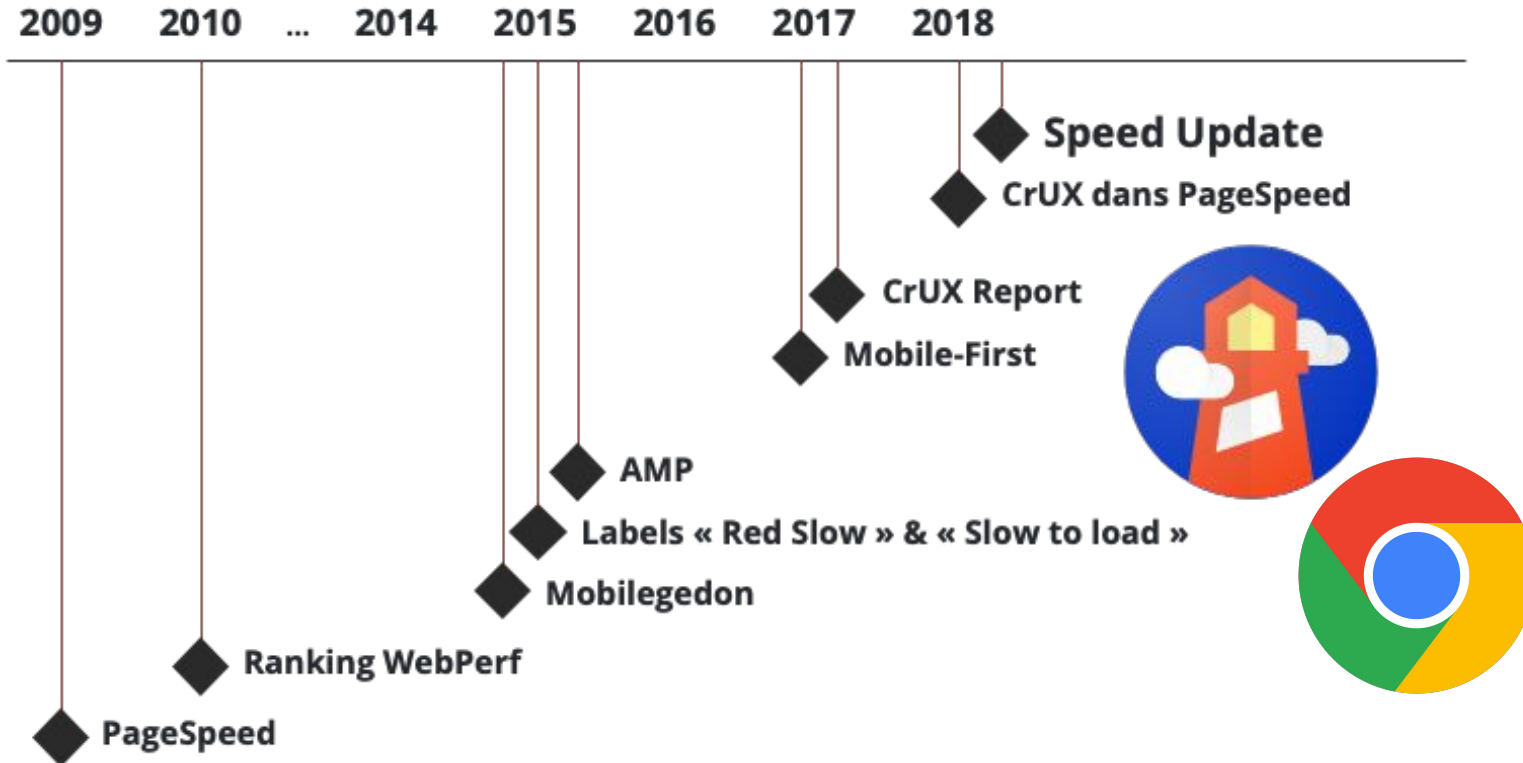 2009 2010 ... 2014 2015 2016 2017 2018
Speed Update
CrUX dans PageSpeed
CrUX Report
Mobile-First
AMP
Labels « Red Slow » & « Slow to load »
Mobilegedon
Ranking WebPerf
PageSpeed